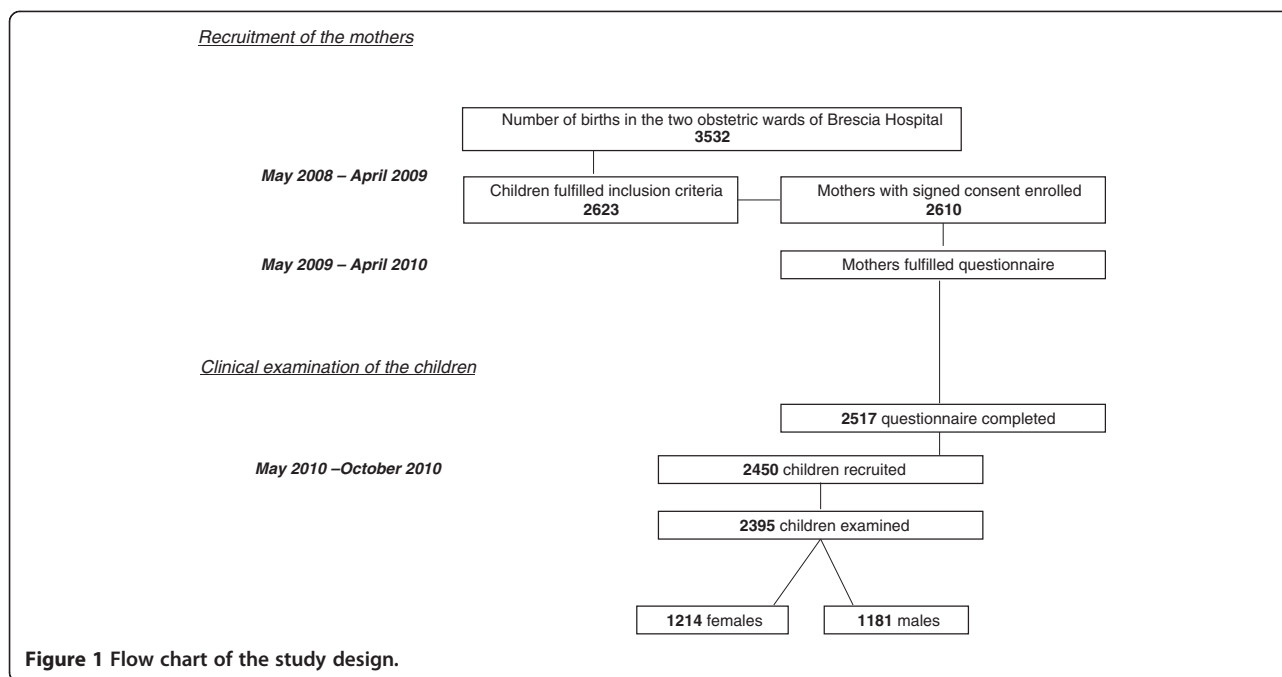 Recruitment of the mothers
Number of births in the two obstetric wards of Brescia Hospital
3532
May 2008 – April 2009
Children fulfilled inclusion criteria
2623
Mothers with signed consent enrolled
2610
May 2009 – April 2010
Mothers fulfilled questionnaire
Clinical examination of the children
2517 questionnaire completed
May 2010 –October 2010
2450 children recruited
2395 children examined
1214 females
1181 males
Figure 1 Flow chart of the study design.